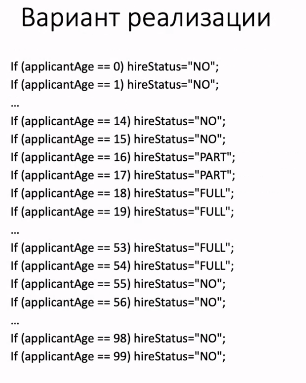 Вариант реализации
If (applicantAge == 0) hireStatus="NO";
If (applicantAge == 1) hireStatus="NO";
...
If (applicantAge == 14) hireStatus="NO";
If (applicantAge == 15) hireStatus="NO";
If (applicantAge == 16) hireStatus="PART";
If (applicantAge == 17) hireStatus="PART";
If (applicantAge == 18) hireStatus="FULL";
If (applicantAge == 19) hireStatus="FULL";
...
If (applicantAge == 53) hireStatus="FULL";
If (applicantAge == 54) hireStatus="FULL";
If (applicantAge == 55) hireStatus="NO";
If (applicantAge == 56) hireStatus="NO";
...
If (applicantAge == 98) hireStatus="NO";
If (applicantAge == 99) hireStatus="NO";